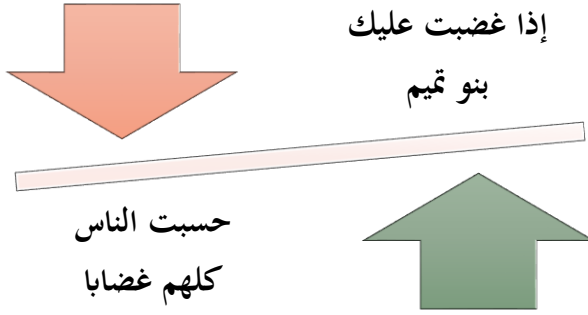 إذا غضبت عليك
بنو تميم
حسبت الناس
كلهم غضابا